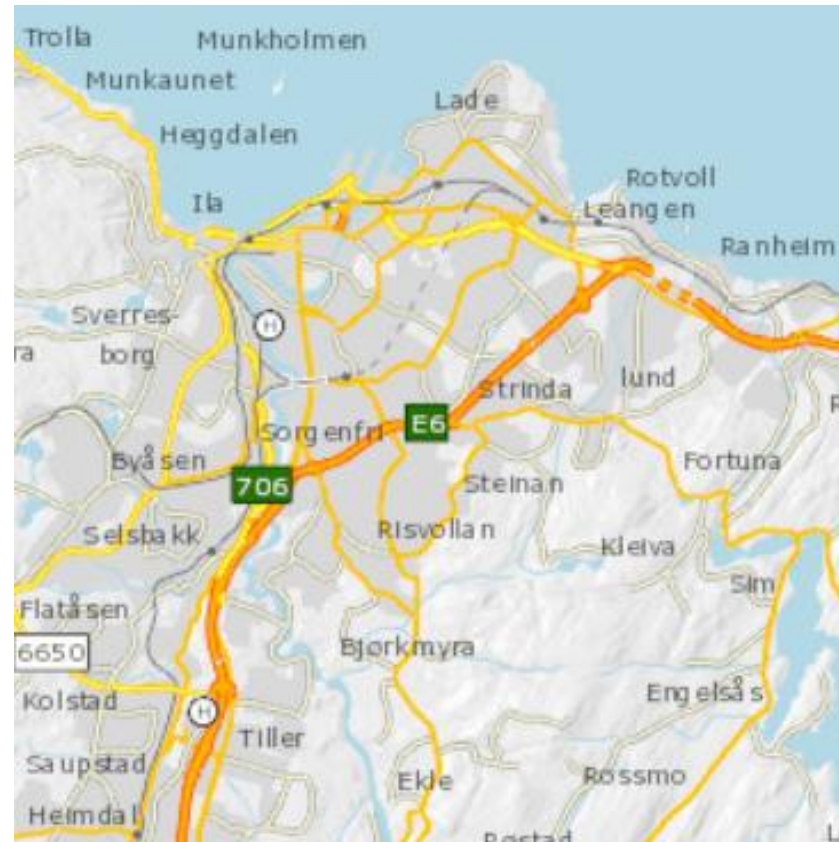 Trolla
Munkholmen
Munkaunet
Lade
Heggdalen
Rotvoll
Ila
Leangen
Ranheim
Sverres-
borg
H
ra
Strinda
lund
E6
Sorgenfri
Byåsen
Fortuna
706
Steinan
Selsbakk
Risvollan
Kleiva
Sim
Flatåsen
6650
Bjørkmyra
Kolstad
Engelsås
H
Tiller
Saupstad
Ekle
Rossmo
Heimdal
Røstad